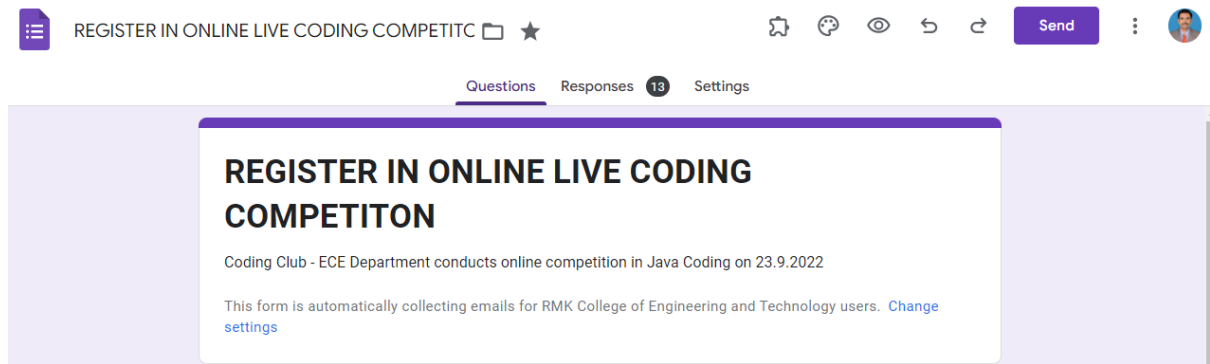 REGISTER IN ONLINE LIVE CODING COMPETITC
Send
Questions Responses 13 Settings
REGISTER IN ONLINE LIVE CODING
COMPETITON
Coding Club - ECE Department conducts online competition in Java Coding on 23.9.2022
This form is automatically collecting emails for RMK College of Engineering and Technology users. Change
settings